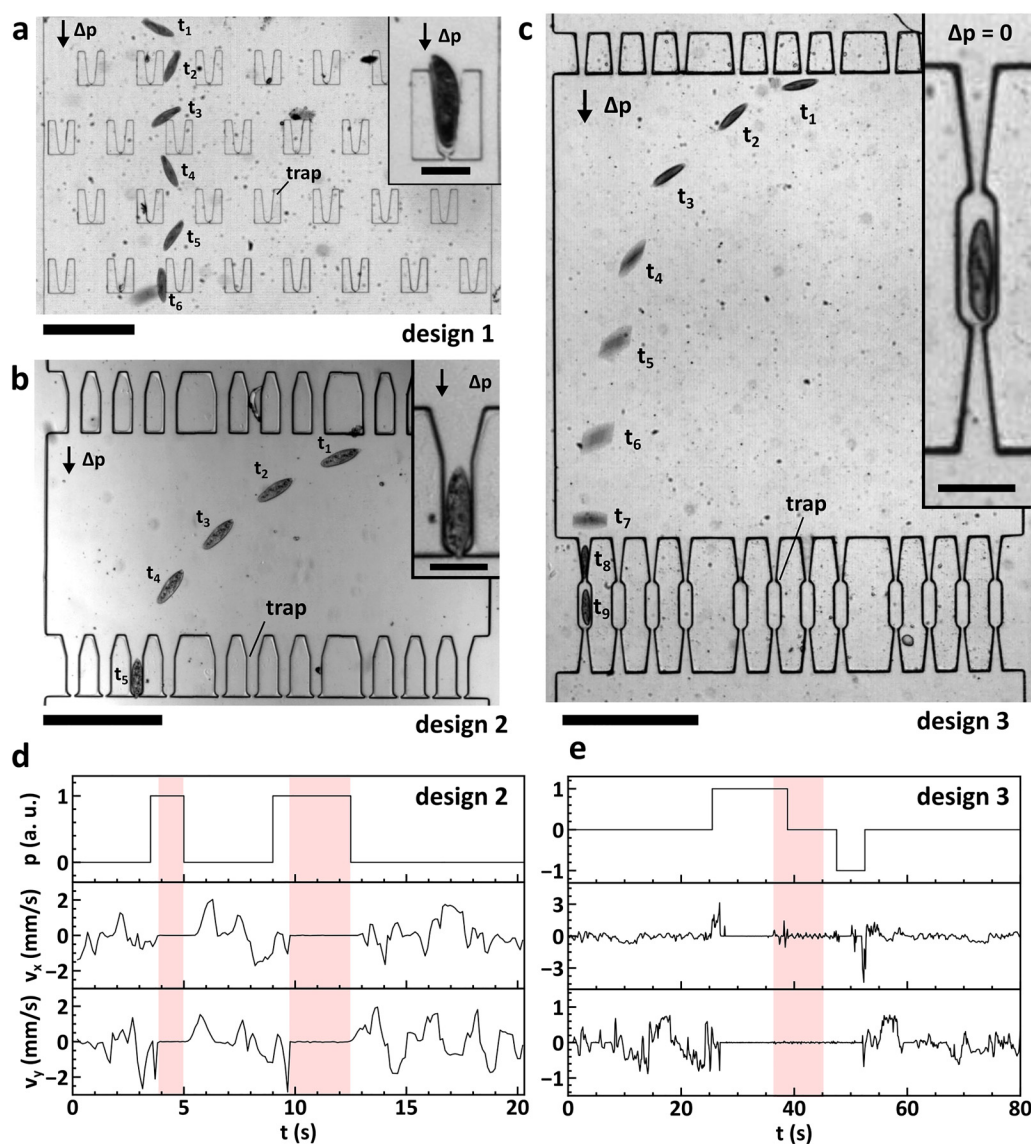 a
Δp
t1
t2
t3
t4
trap
t5
t6
Δp
design 1
b
Δp
Δp
t1
t2
t3
t4
trap
t5
design 2
c
Δp = 0
Δp
t1
t2
t3
t4
t5
t6
t7
trap
t8
t9
design 3
d
design 2
p (a. u.)
1
0
vx (mm/s)
2
0
−2
vy (mm/s)
2
0
−2
0 5 10 15 20
t (s)
e
design 3
1
0
−1
3
0
−3
1
0
−1
0 20 40 60 80
t (s)